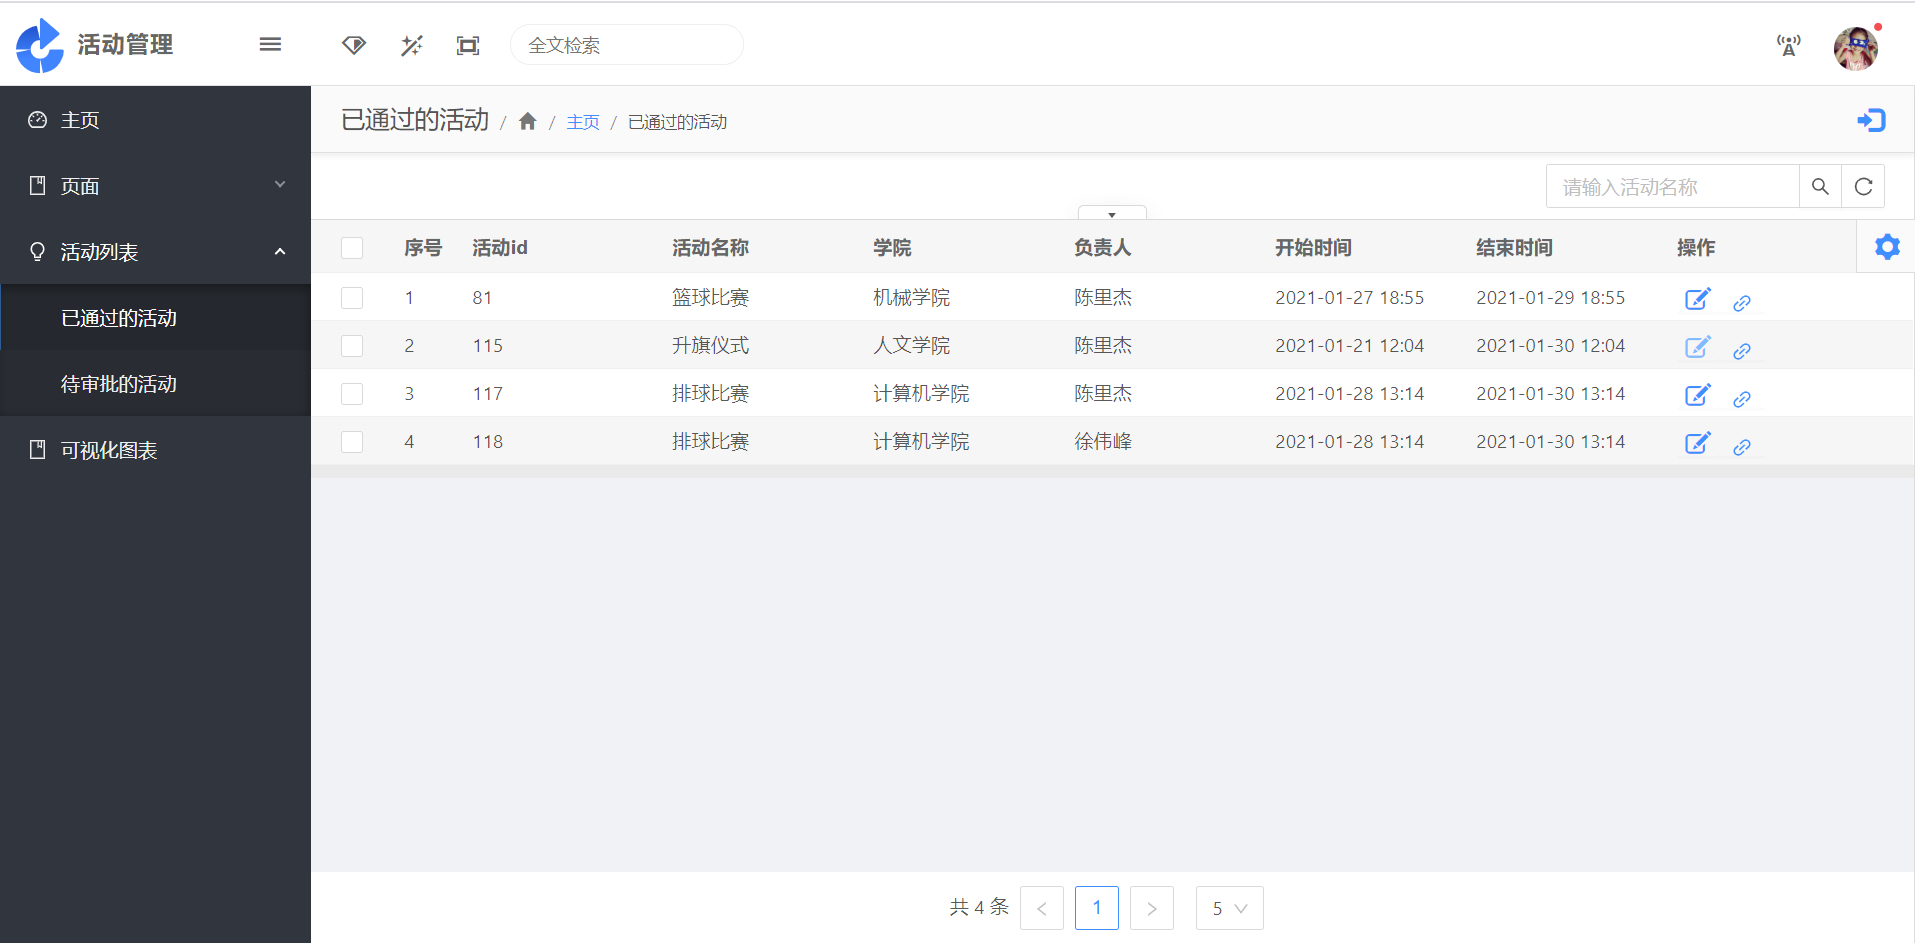 活动管理
全文检索
主页
页面
活动列表
已通过的活动
待审批的活动
可视化图表
已通过的活动 / / 主页 / 已通过的活动
请输入活动名称
序号 活动id 活动名称 学院 负责人 开始时间 结束时间 操作
1 81 篮球比赛 机械学院 陈里杰 2021-01-27 18:55 2021-01-29 18:55
2 115 升旗仪式 人文学院 陈里杰 2021-01-21 12:04 2021-01-30 12:04
3 117 排球比赛 计算机学院 陈里杰 2021-01-28 13:14 2021-01-30 13:14
4 118 排球比赛 计算机学院 徐伟峰 2021-01-28 13:14 2021-01-30 13:14
共 4 条 1 5